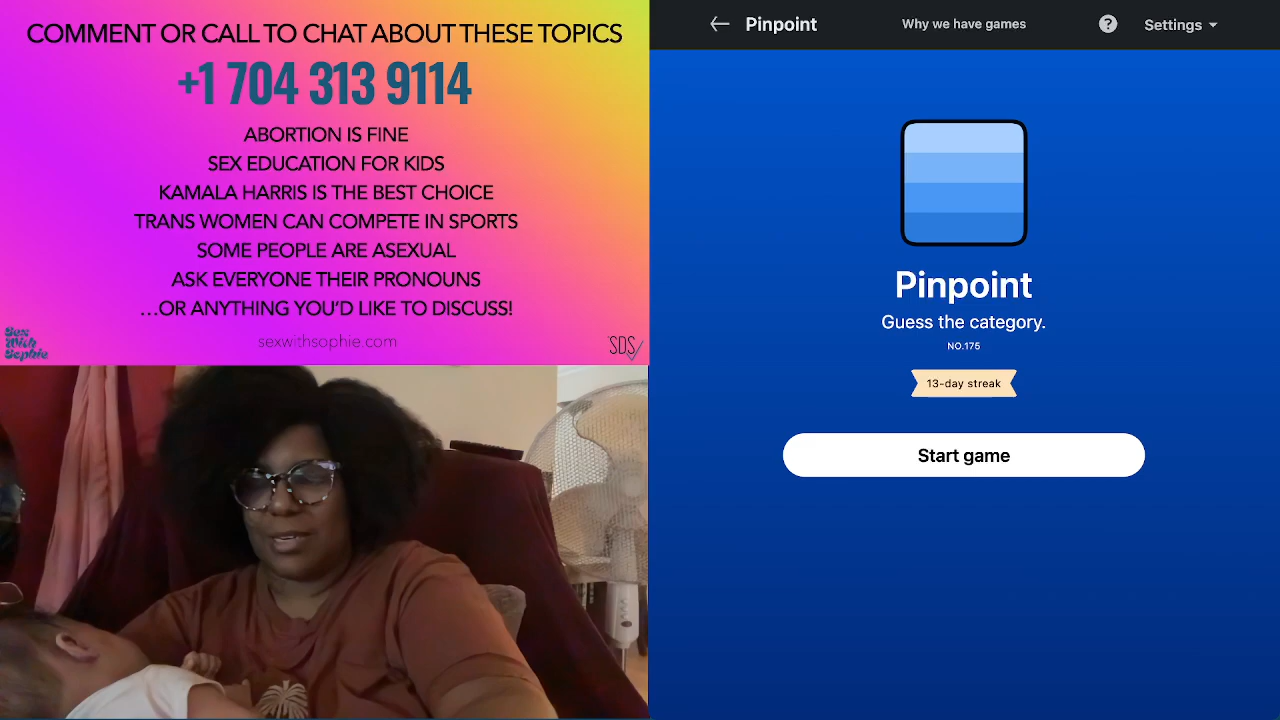 COMMENT OR CALL TO CHAT ABOUT THESE TOPICS
+1 704 313 9114
ABORTION IS FINE
SEX EDUCATION FOR KIDS
KAMALA HARRIS IS THE BEST CHOICE
TRANS WOMEN CAN COMPETE IN SPORTS
SOME PEOPLE ARE ASEXUAL
ASK EVERYONE THEIR PRONOUNS
...OR ANYTHING YOU'D LIKE TO DISCUSS!
sexwithsophie.com
Sex
With
Sophie
SDS
Pinpoint
Why we have games
?
Settings
Pinpoint
Guess the category.
NO.175
13-day streak
Start game